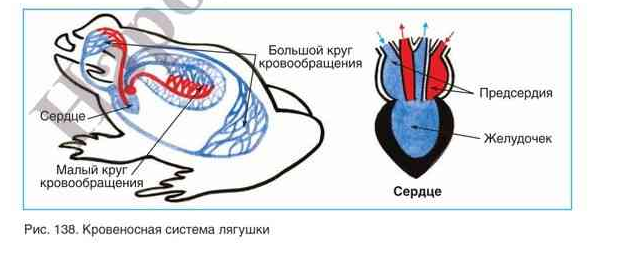 Большой круг
кровообращения
Сердце
Малый круг
кровообращения
Предсердия
Желудочек
Сердце
Рис. 138. Кровеносная система лягушки